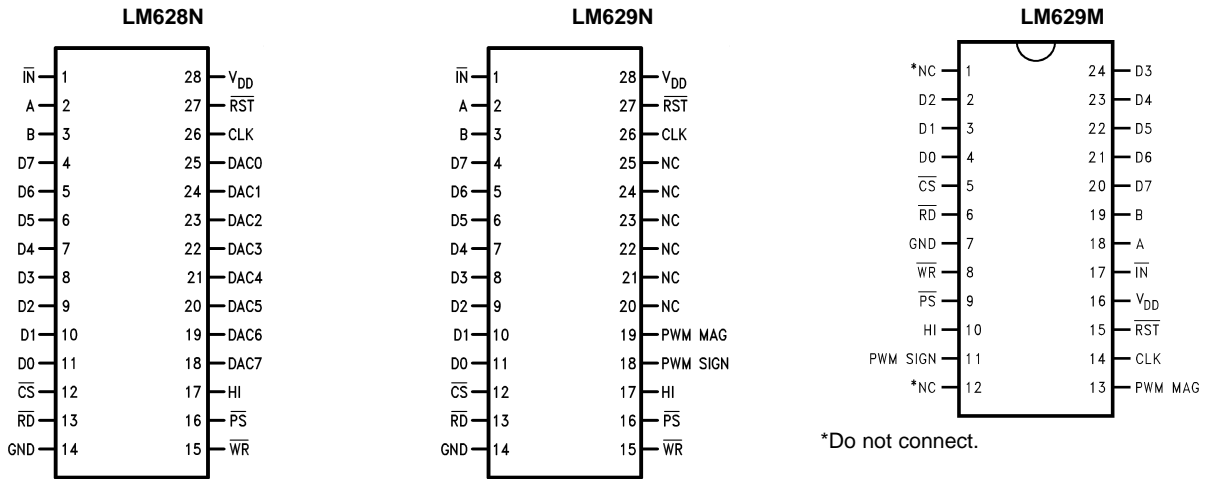 LM628N
IN 1 28 VDD
A 2 27 RST
B 3 26 CLK
D7 4 25 DAC0
D6 5 24 DAC1
D5 6 23 DAC2
D4 7 22 DAC3
D3 8 21 DAC4
D2 9 20 DAC5
D1 10 19 DAC6
D0 11 18 DAC7
CS 12 17 HI
RD 13 16 PS
GND 14 15 WR
LM629N
IN 1 28 VDD
A 2 27 RST
B 3 26 CLK
D7 4 25 NC
D6 5 24 NC
D5 6 23 NC
D4 7 22 NC
D3 8 21 NC
D2 9 20 NC
D1 10 19 PWM MAG
D0 11 18 PWM SIGN
CS 12 17 HI
RD 13 16 PS
GND 14 15 WR
LM629M
*NC 1 24 D3
D2 2 23 D4
D1 3 22 D5
D0 4 21 D6
CS 5 20 D7
RD 6 19 B
GND 7 18 A
WR 8 17 IN
PS 9 16 VDD
HI 10 15 RST
PWM SIGN 11 14 CLK
*NC 12 13 PWM MAG
*Do not connect.